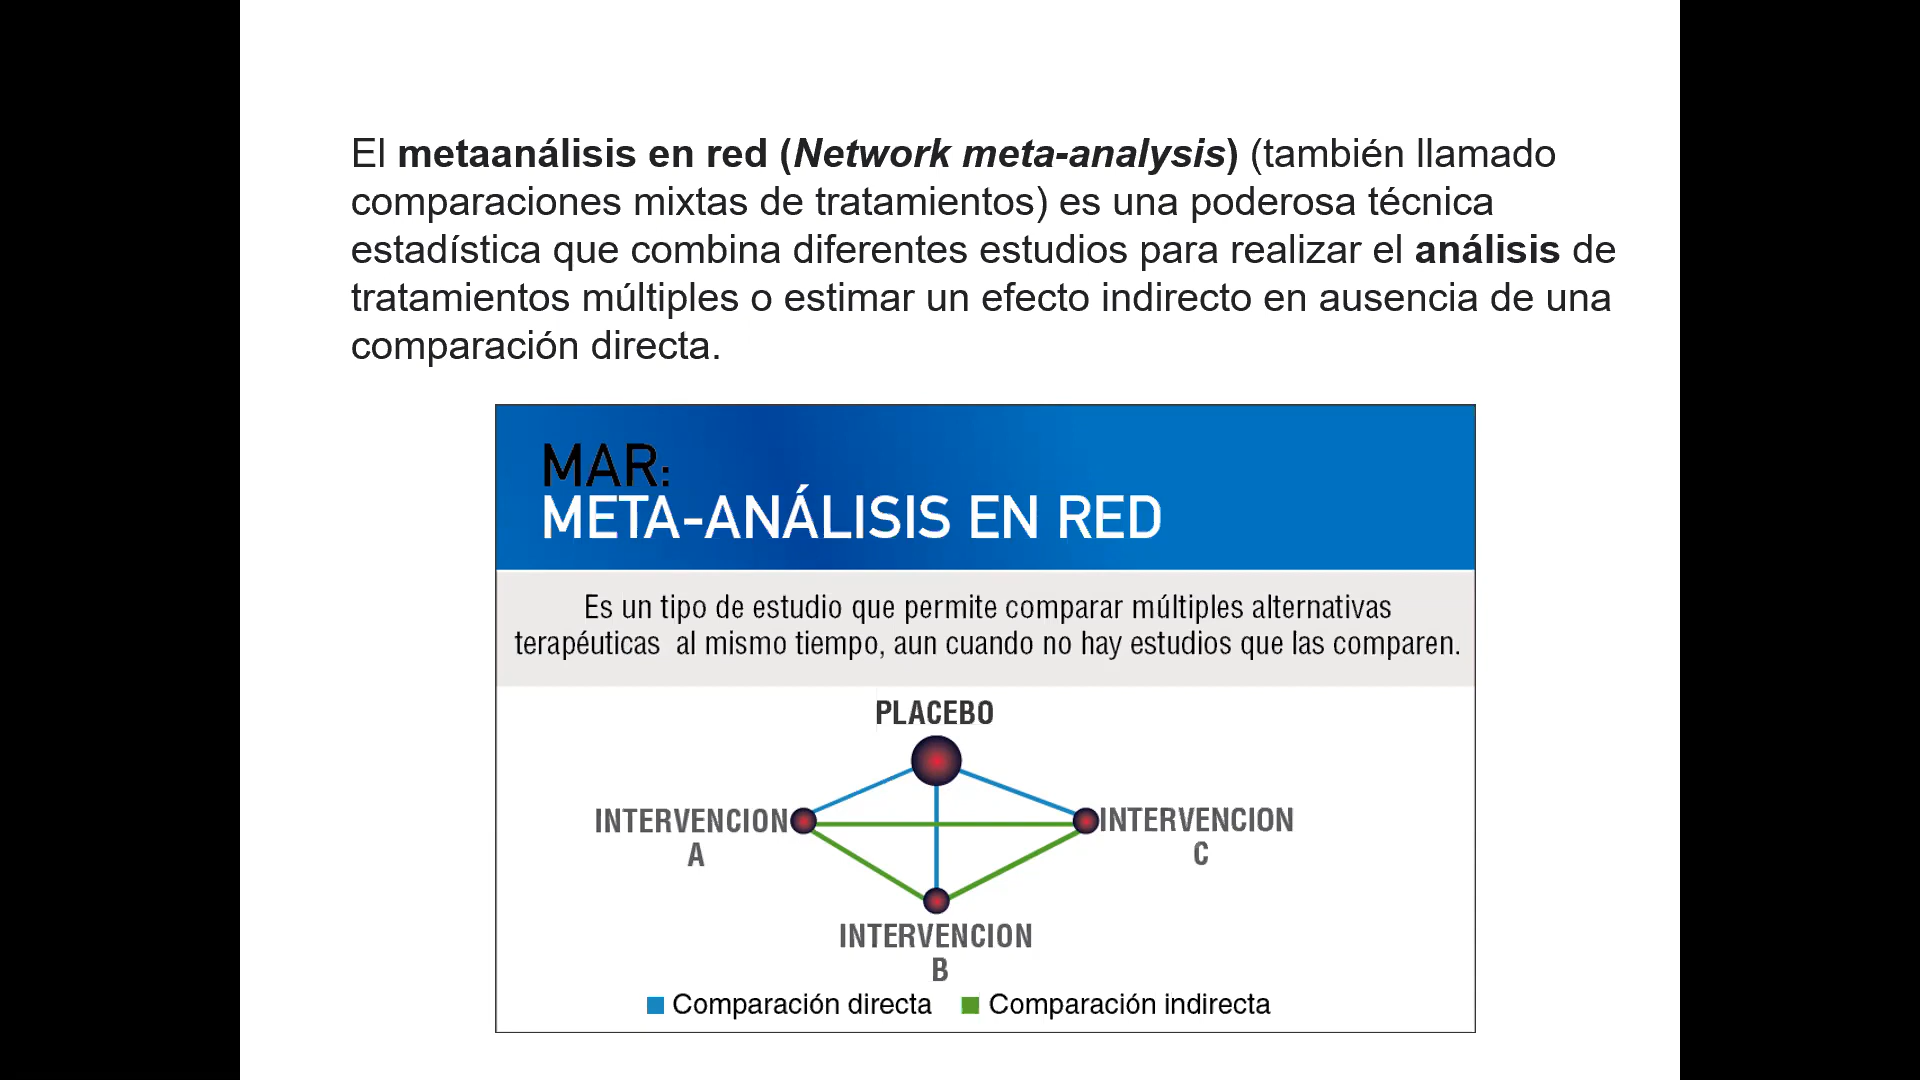 El metaanálisis en red (Network meta-analysis) (también llamado
comparaciones mixtas de tratamientos) es una poderosa técnica
estadística que combina diferentes estudios para realizar el análisis de
tratamientos múltiples o estimar un efecto indirecto en ausencia de una
comparación directa.
MAR:
META-ANÁLISIS EN RED
Es un tipo de estudio que permite comparar múltiples alternativas
terapéuticas al mismo tiempo, aun cuando no hay estudios que las comparen.
PLACEBO
INTERVENCION
A
INTERVENCION
C
INTERVENCION
B
Comparación directa
Comparación indirecta